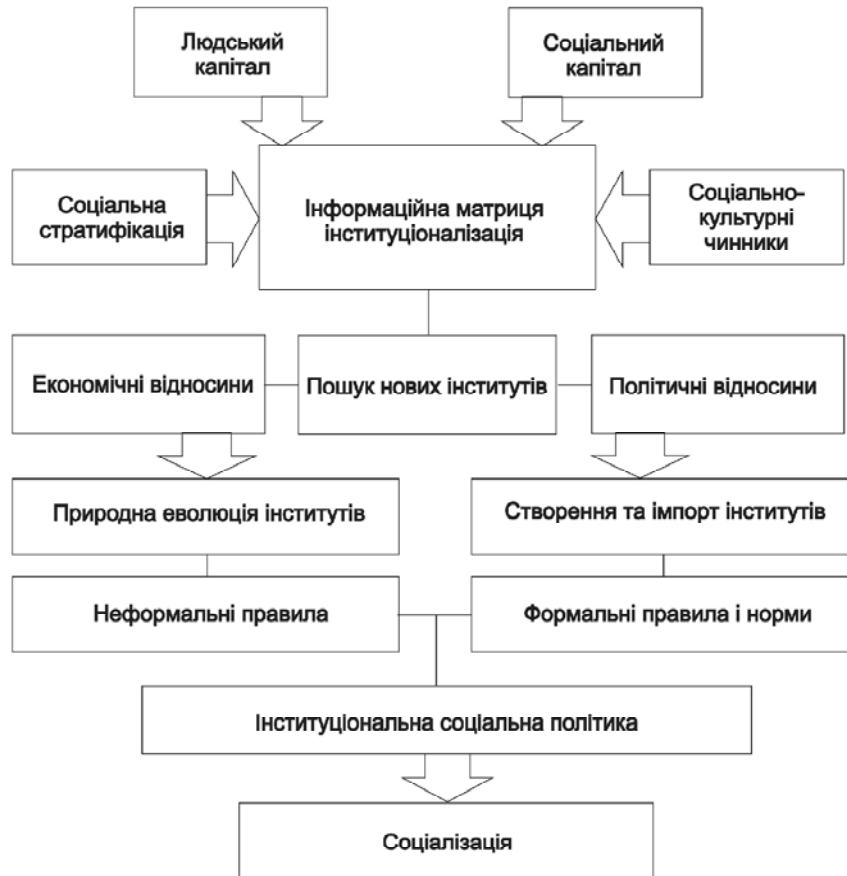 Людський
капітал
Соціальний
капітал
Соціальна
стратифікація
Інформаційна матриця
інституціоналізація
Соціально-
культурні
чинники
Економічні відносини
Пошук нових інститутів
Політичні відносини
Природна еволюція інститутів
Створення та імпорт інститутів
Неформальні правила
Формальні правила і норми
Інституціональна соціальна політика
Соціалізація